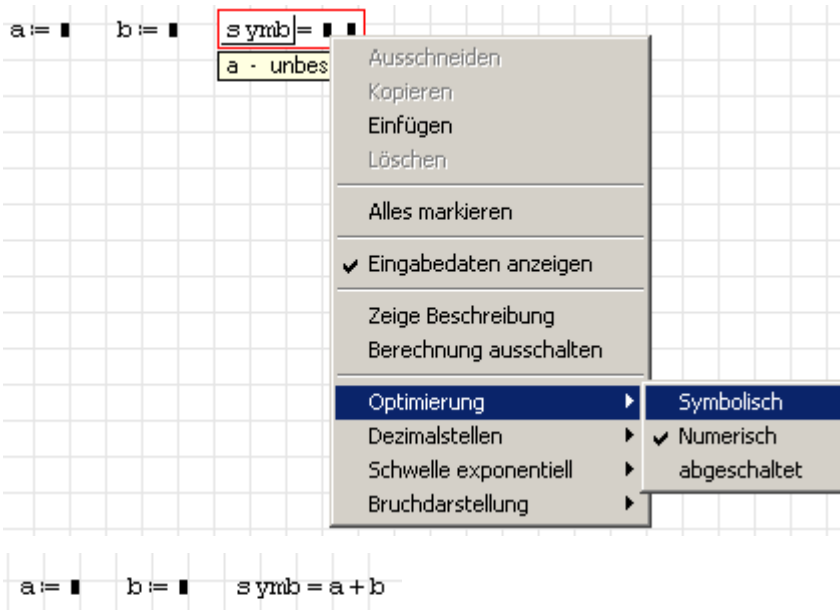 a:=∎ b:=∎ symb=∎ ∎
a - unbes
Ausschneiden
Kopieren
Einfügen
Löschen
Alles markieren
Eingabedaten anzeigen
Zeige Beschreibung
Berechnung ausschalten
Optimierung
Symbolisch
Dezimalstellen
Numerisch
Schwelle exponentiell
abgeschaltet
Bruchdarstellung
a:=∎ b:=∎ symb=a+b